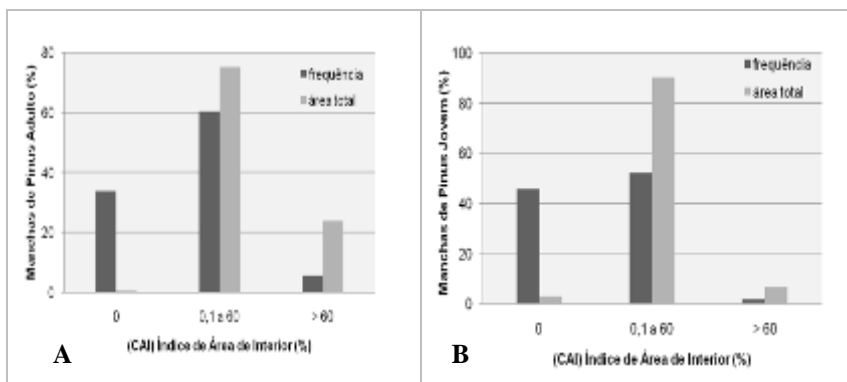 80
60
40
20
0
Manchas de Pinus Adulto (%)
frequência
área total
0
0,1 a 60
> 60
(CAI) Índice de Área de Interior (%)
A
100
80
60
40
20
0
Manchas de Pinus Jovem (%)
frequência
área total
0
0,1 a 60
> 60
(CAI) Índice de Área de Interior (%)
B